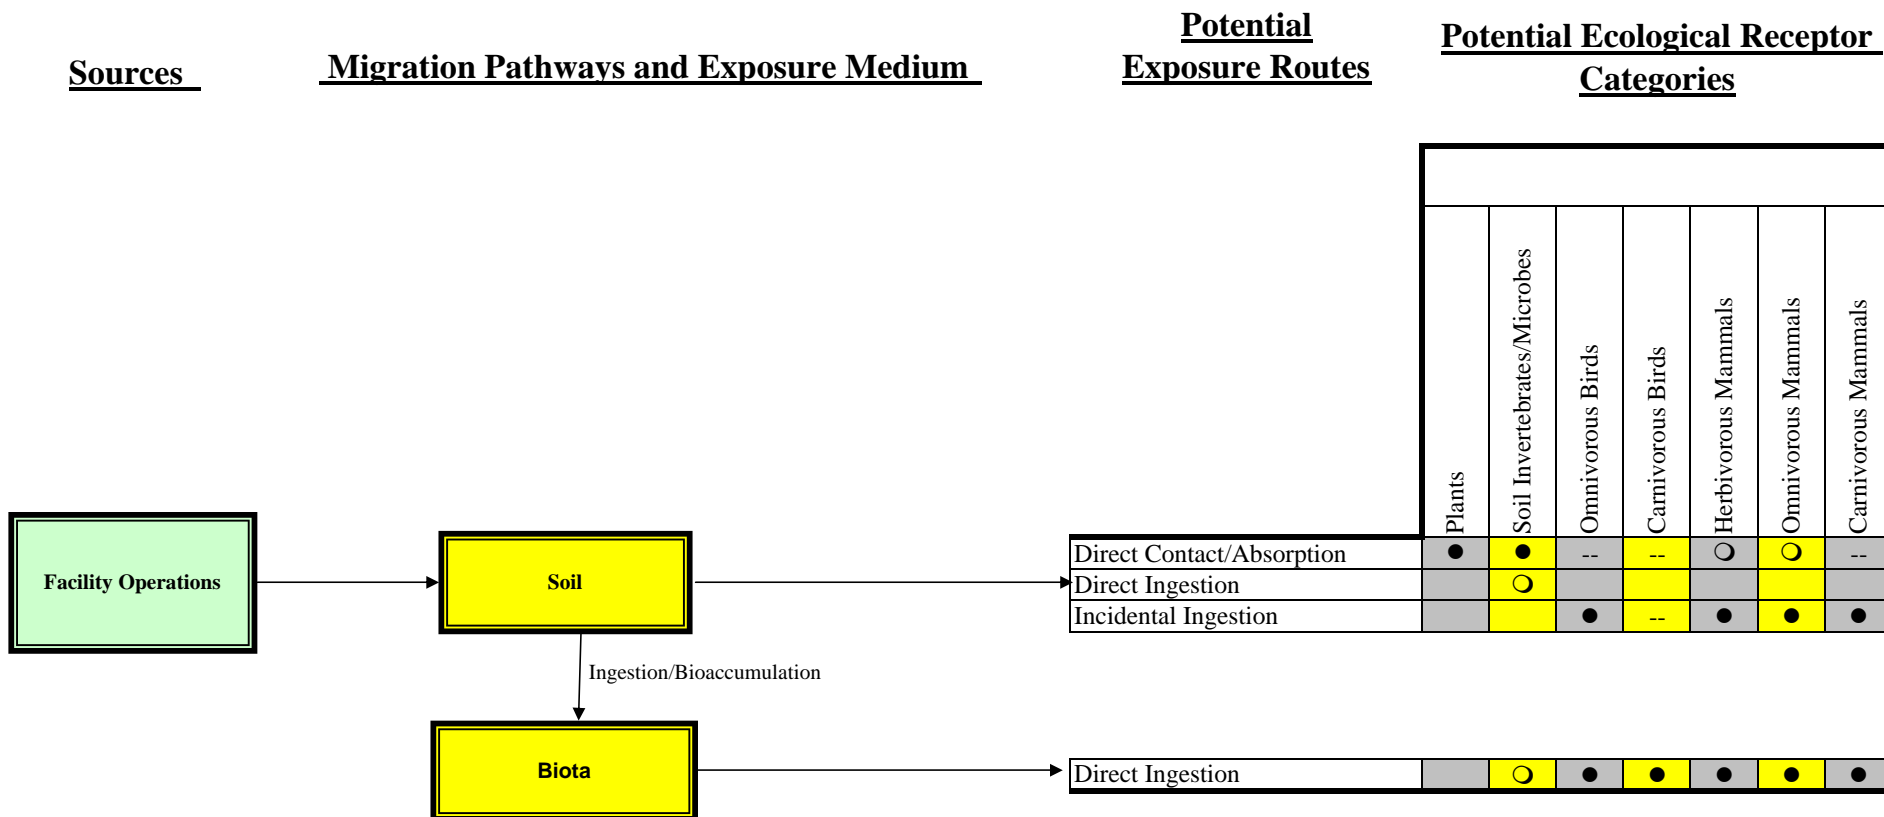 Sources
Migration Pathways and Exposure Medium
Potential
Exposure Routes
Potential Ecological Receptor
Categories
Plants
Soil Invertebrates/Microbes
Omnivorous Birds
Carnivorous Birds
Herbivorous Mammals
Omnivorous Mammals
Carnivorous Mammals
Facility Operations
Soil
Direct Contact/Absorption ● ● -- -- ❍ ❍ --
Direct Ingestion ❍
Incidental Ingestion ● -- ● ● ●
Ingestion/Bioaccumulation
Biota
Direct Ingestion ❍ ● ● ● ● ●